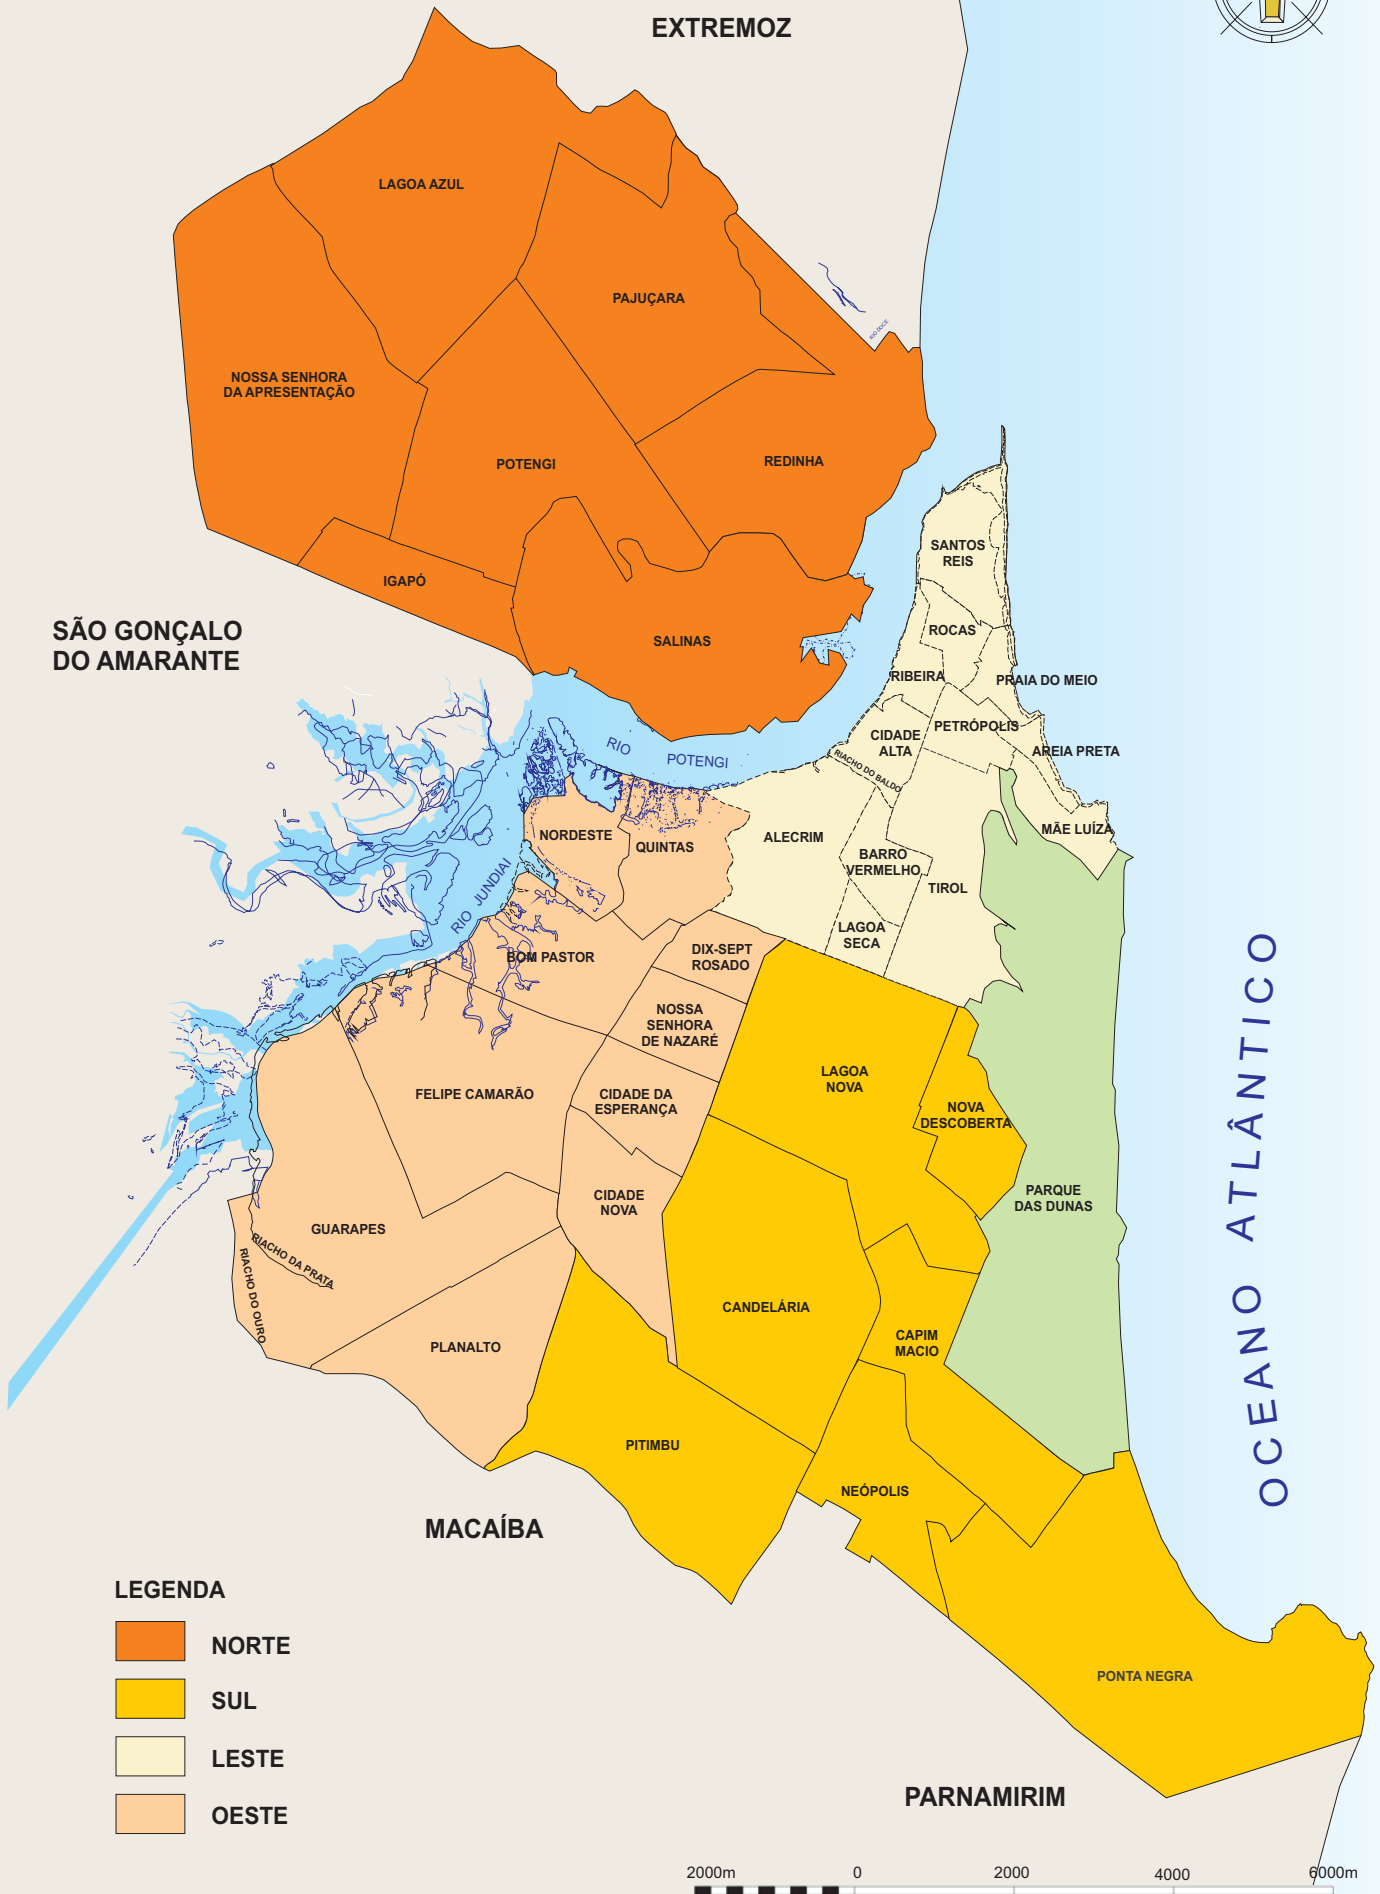 EXTREMOZ
LAGOA AZUL
PAJUÇARA
RIO DOCE
NOSSA SENHORA
DA APRESENTAÇÃO
POTENGI
REDINHA
IGAPÓ
SANTOS
REIS
SÃO GONÇALO
DO AMARANTE
SALINAS
ROCAS
RIBEIRA
PRAIA DO MEIO
PETRÓPOLIS
CIDADE
ALTA
AREIA PRETA
RIO POTENGI
RIACHO DO BALDO
NORDESTE
QUINTAS
ALECRIM
MÃE LUÍZA
BARRO
VERMELHO
TIROL
RIO JUNDIAI
LAGOA
SECA
BOM PASTOR
DIX-SEPT
ROSADO
NOSSA
SENHORA
DE NAZARÉ
LAGOA
NOVA
FELIPE CAMARÃO
CIDADE DA
ESPERANÇA
NOVA
DESCOBERTA
OCEANO ATLÂNTICO
CIDADE
NOVA
PARQUE
DAS DUNAS
GUARAPES
RIACHO DA PRATA
RIACHO DO OURO
CANDELÁRIA
PLANALTO
CAPIM
MACIO
PITIMBU
NEÓPOLIS
MACAÍBA
PONTA NEGRA
PARNAMIRIM
LEGENDA
NORTE
SUL
LESTE
OESTE
2000m 0 2000 4000 6000m